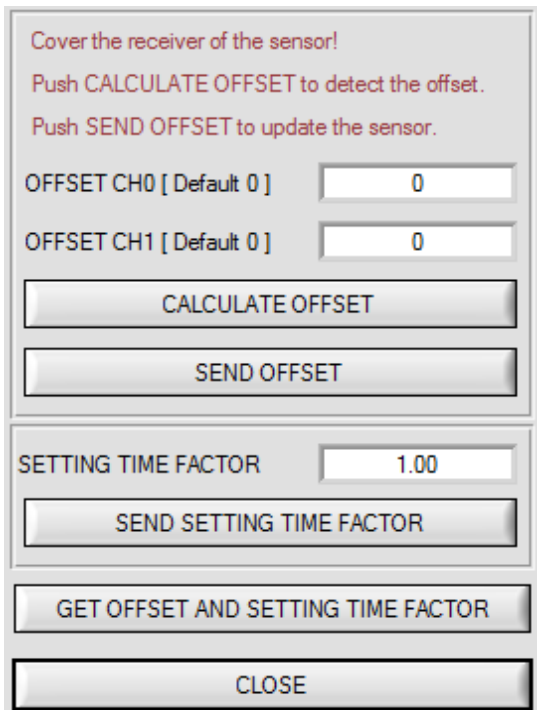 Cover the receiver of the sensor!
Push CALCULATE OFFSET to detect the offset.
Push SEND OFFSET to update the sensor.
OFFSET CH0 [ Default 0 ] 0
OFFSET CH1 [ Default 0 ] 0
CALCULATE OFFSET
SEND OFFSET
SETTING TIME FACTOR 1.00
SEND SETTING TIME FACTOR
GET OFFSET AND SETTING TIME FACTOR
CLOSE